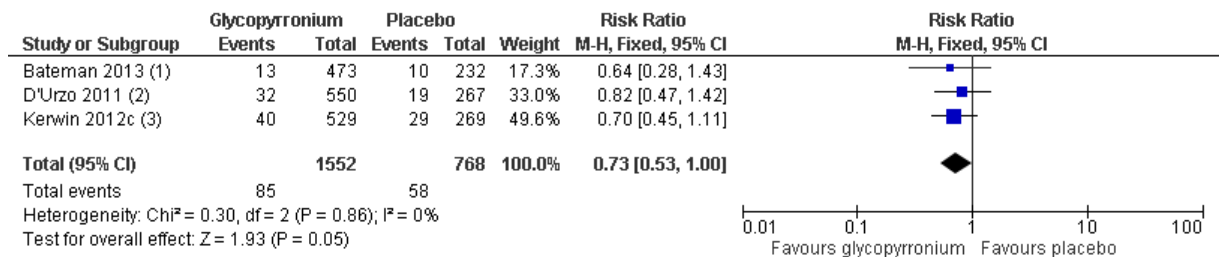 Glycopyrronium Placebo Risk Ratio Risk Ratio
Study or Subgroup Events Total Events Total Weight M-H, Fixed, 95% CI M-H, Fixed, 95% CI
Bateman 2013 (1) 13 473 10 232 17.3% 0.64 [0.28, 1.43]
D'Urzo 2011 (2) 32 550 19 267 33.0% 0.82 [0.47, 1.42]
Kerwin 2012c (3) 40 529 29 269 49.6% 0.70 [0.45, 1.11]
Total (95% CI) 1552 768 100.0% 0.73 [0.53, 1.00]
Total events 85 58
Heterogeneity: Chi² = 0.30, df = 2 (P = 0.86); I² = 0%
Test for overall effect: Z = 1.93 (P = 0.05)
0.01 0.1 1 10 100
Favours glycopyrronium Favours placebo